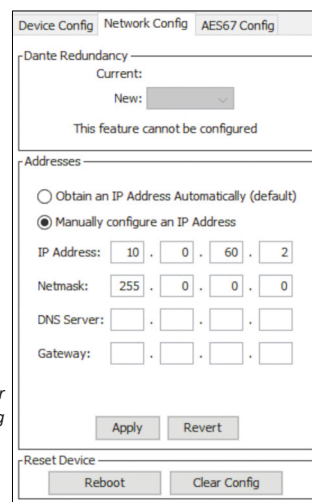 Device Config Network Config AES67 Config
Dante Redundancy
Current:
New:
This feature cannot be configured
Addresses
Obtain an IP Address Automatically (default)
Manually configure an IP Address
IP Address: 10 . 0 . 60 . 2
Netmask: 255 . 0 . 0 . 0
DNS Server: . . .
Gateway: . . .
Apply Revert
Reset Device
Reboot Clear Config